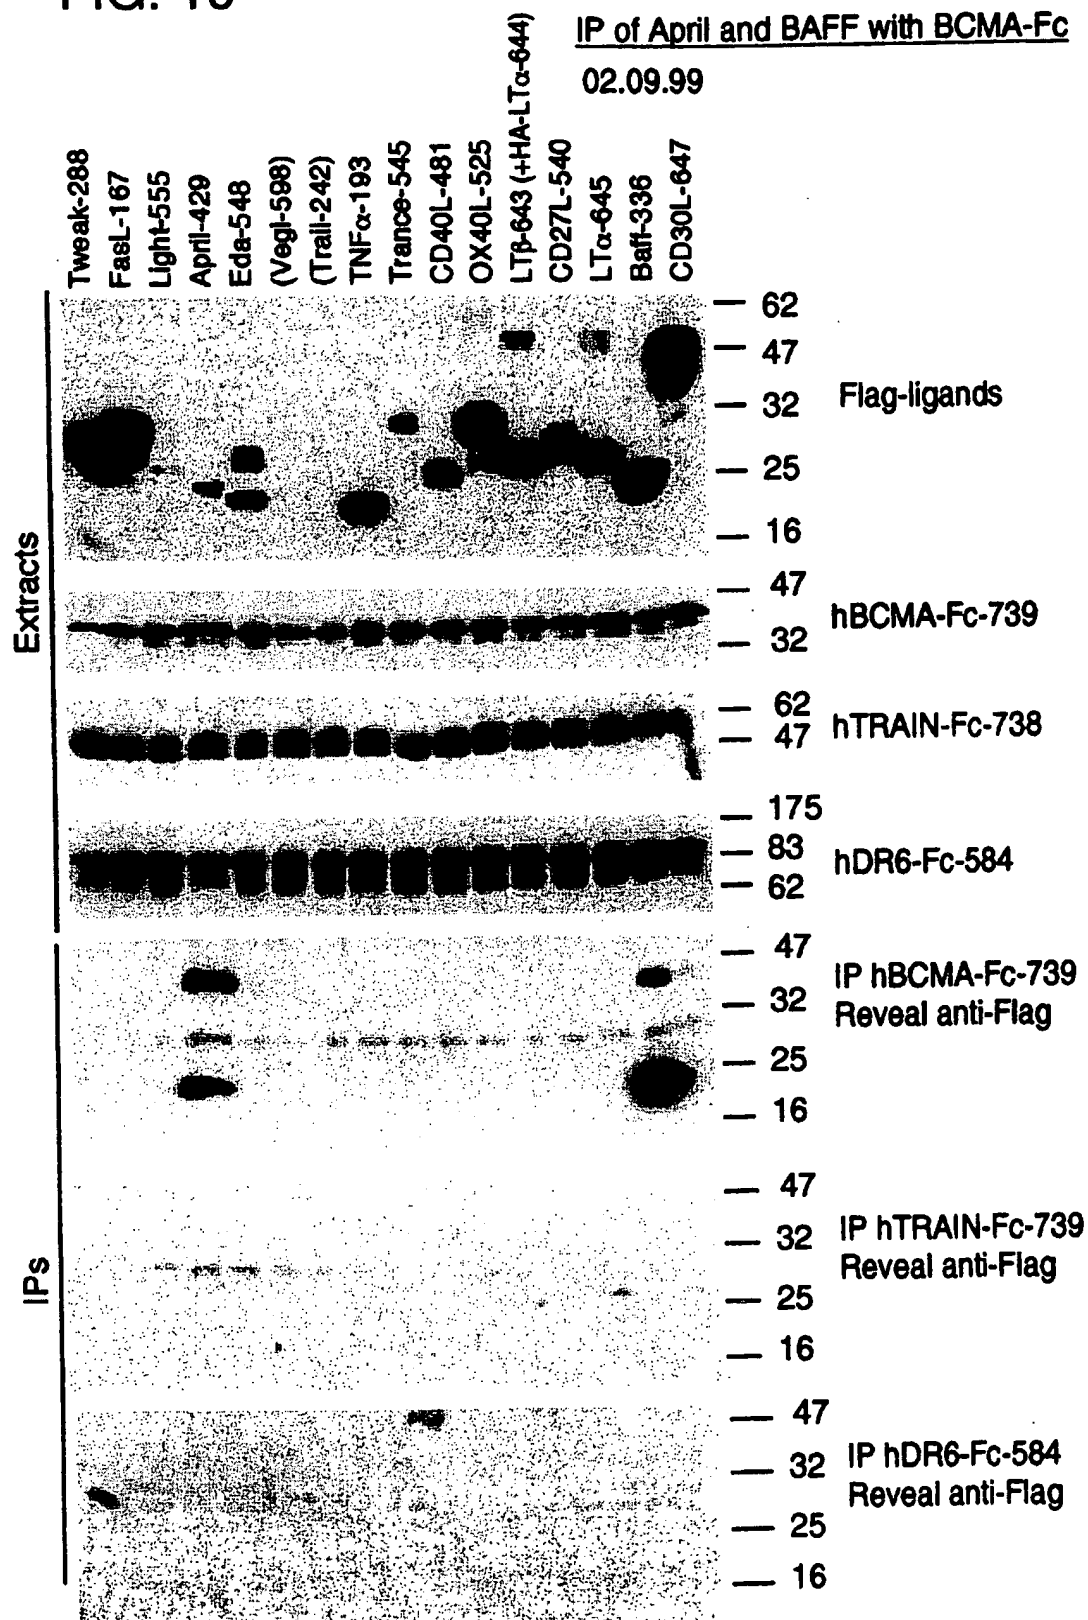 IP of April and BAFF with BCMA-Fc
02.09.99
Tweak-288
FasL-167
Light-555
April-429
Eda-548
(Vegi-598)
(Trail-242)
TNFα-193
Trance-545
CD40L-481
OX40L-525
LTβ-643 (+HA-LTα-644)
CD27L-540
LTα-645
Baff-336
CD30L-647
Extracts
62
47
32
25
16
Flag-ligands
47
32
hBCMA-Fc-739
62
47
hTRAIN-Fc-738
175
83
62
hDR6-Fc-584
IPs
47
32
25
16
IP hBCMA-Fc-739
Reveal anti-Flag
47
32
25
16
IP hTRAIN-Fc-739
Reveal anti-Flag
47
32
25
16
IP hDR6-Fc-584
Reveal anti-Flag